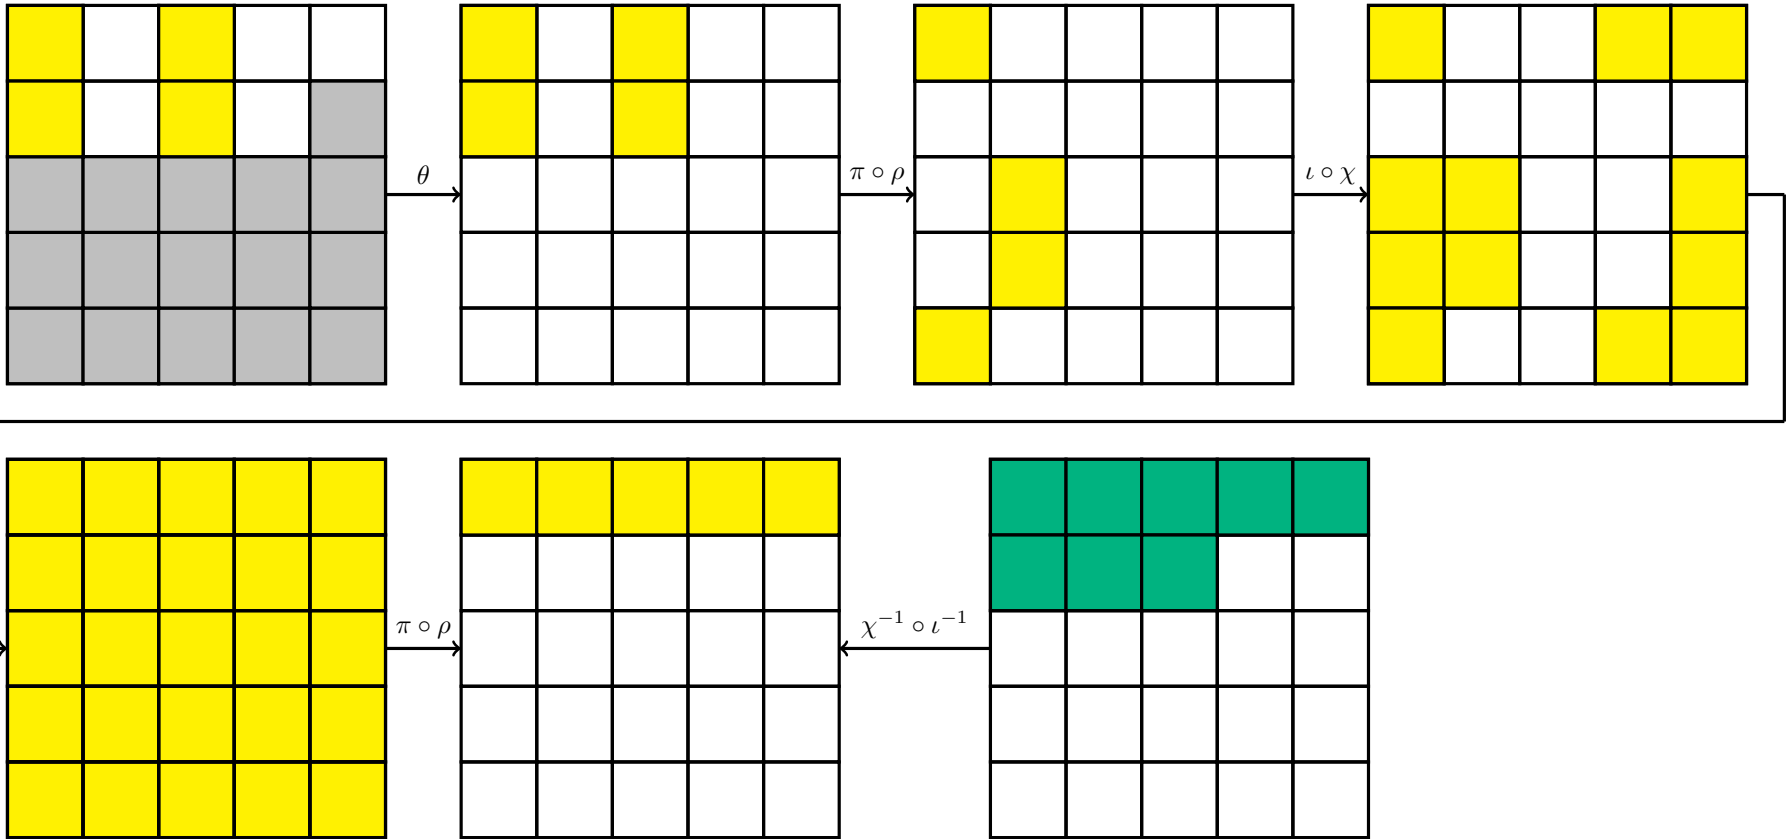 θ
π ∘ ρ
ι ∘ χ
π ∘ ρ
χ⁻¹ ∘ ι⁻¹